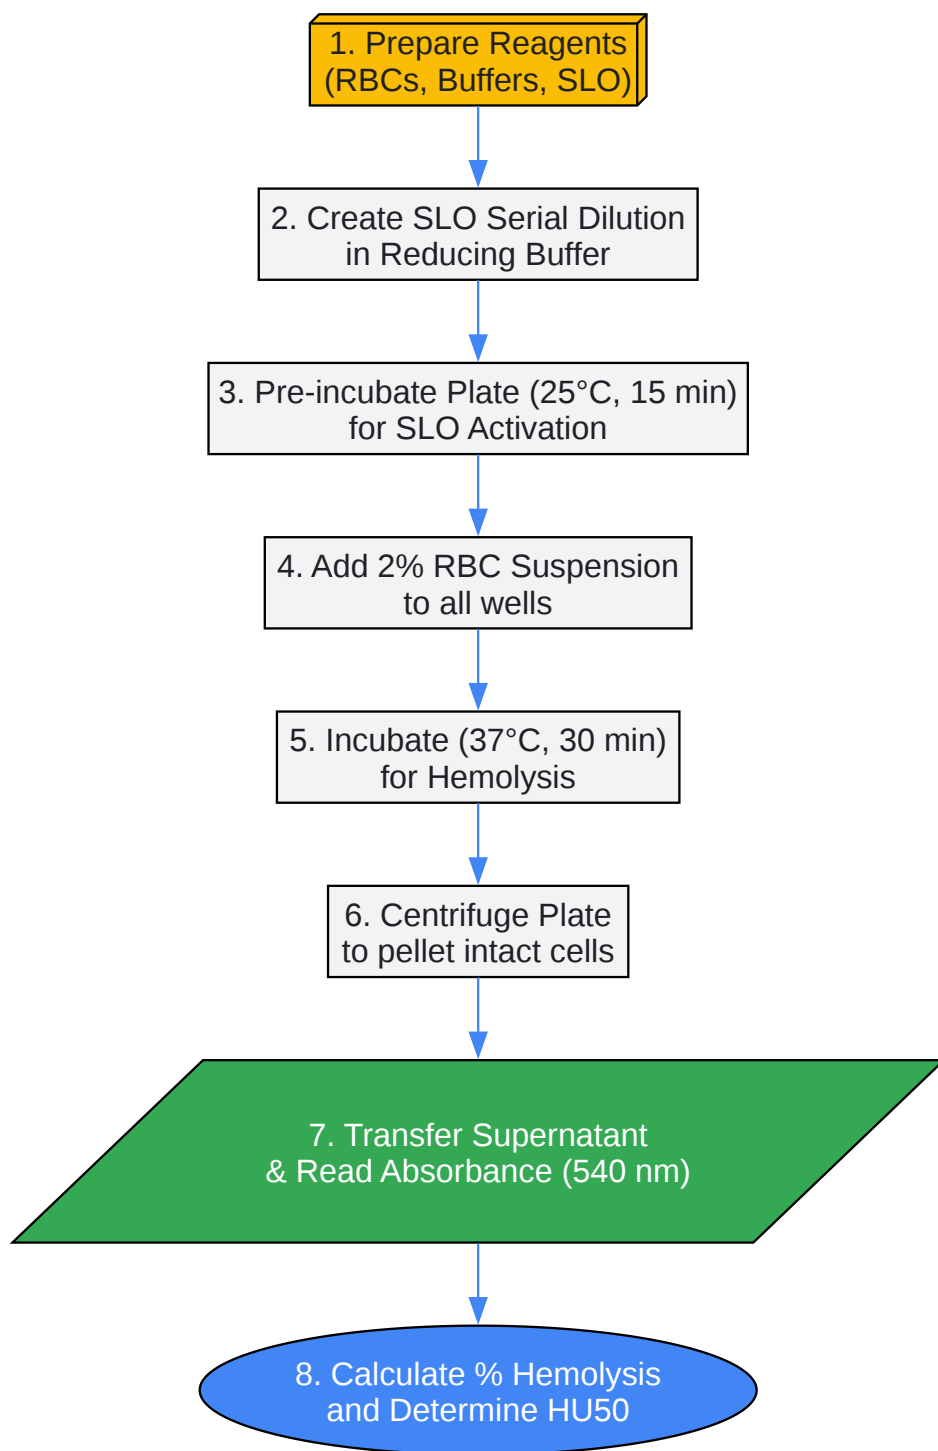 1. Prepare Reagents
(RBCs, Buffers, SLO)
2. Create SLO Serial Dilution
in Reducing Buffer
3. Pre-incubate Plate (25°C, 15 min)
for SLO Activation
4. Add 2% RBC Suspension
to all wells
5. Incubate (37°C, 30 min)
for Hemolysis
6. Centrifuge Plate
to pellet intact cells
7. Transfer Supernatant
& Read Absorbance (540 nm)
8. Calculate % Hemolysis
and Determine HU50